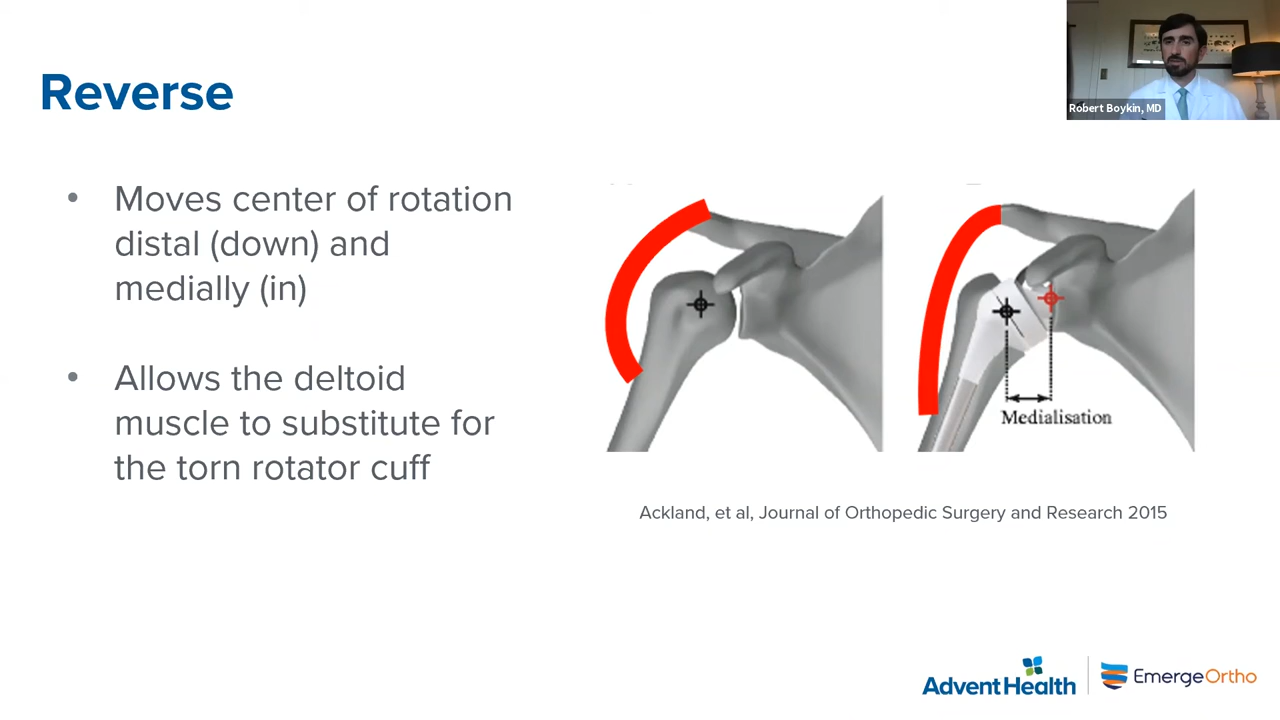 Robert Boykin, MD
Reverse
• Moves center of rotation
distal (down) and
medially (in)
• Allows the deltoid
muscle to substitute for
the torn rotator cuff
Medialisation
Ackland, et al, Journal of Orthopedic Surgery and Research 2015
AdventHealth
EmergeOrtho